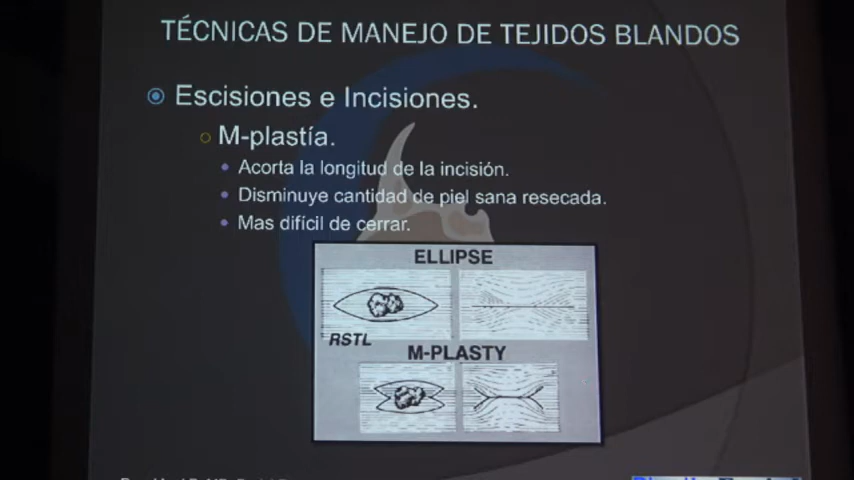 TÉCNICAS DE MANEJO DE TEJIDOS BLANDOS
Escisiones e Incisiones.
M-plastía.
Acorta la longitud de la incisión.
Disminuye cantidad de piel sana resecada.
Mas difícil de cerrar.
ELLIPSE
RSTL
M-PLASTY